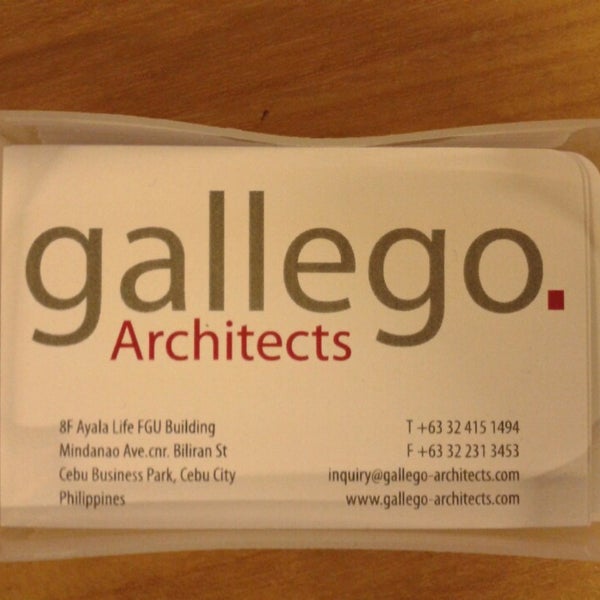 gallego.
Architects
8F Ayala Life FGU Building
Mindanao Ave.cnr. Biliran St
Cebu Business Park, Cebu City
Philippines
T +63 32 415 1494
F +63 32 231 3453
inquiry@gallego-architects.com
www.gallego-architects.com